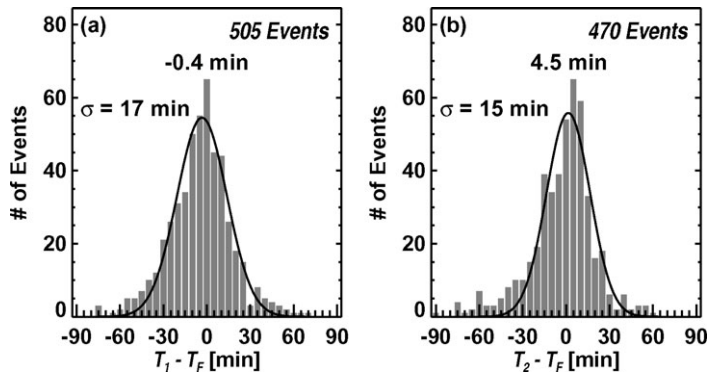 (a) 505 Events
-0.4 min
σ = 17 min
# of Events
80
60
40
20
0
-90 -60 -30 0 30 60 90
T1 - TF [min]
(b) 470 Events
4.5 min
σ = 15 min
# of Events
80
60
40
20
0
-90 -60 -30 0 30 60 90
T2 - TF [min]